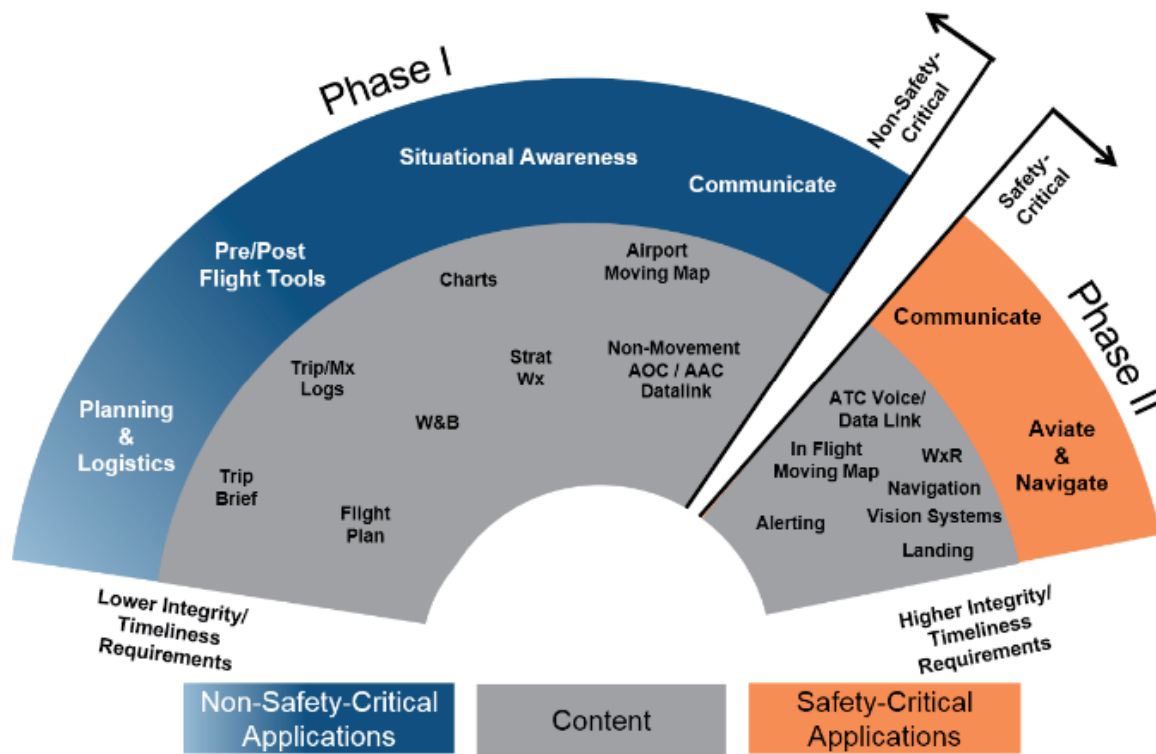 Phase I
Non-Safety-
Critical
Safety-
Critical
Phase II
Situational Awareness
Communicate
Pre/Post
Flight Tools
Planning
&
Logistics
Airport
Moving Map
Charts
Strat
Wx
Non-Movement
AOC / AAC
Datalink
Trip/Mx
Logs
W&B
Trip
Brief
Flight
Plan
Communicate
Aviate
&
Navigate
ATC Voice/
Data Link
In Flight
Moving Map
WxR
Navigation
Alerting
Vision Systems
Landing
Lower Integrity/
Timeliness
Requirements
Higher Integrity/
Timeliness
Requirements
Non-Safety-Critical
Applications
Content
Safety-Critical
Applications